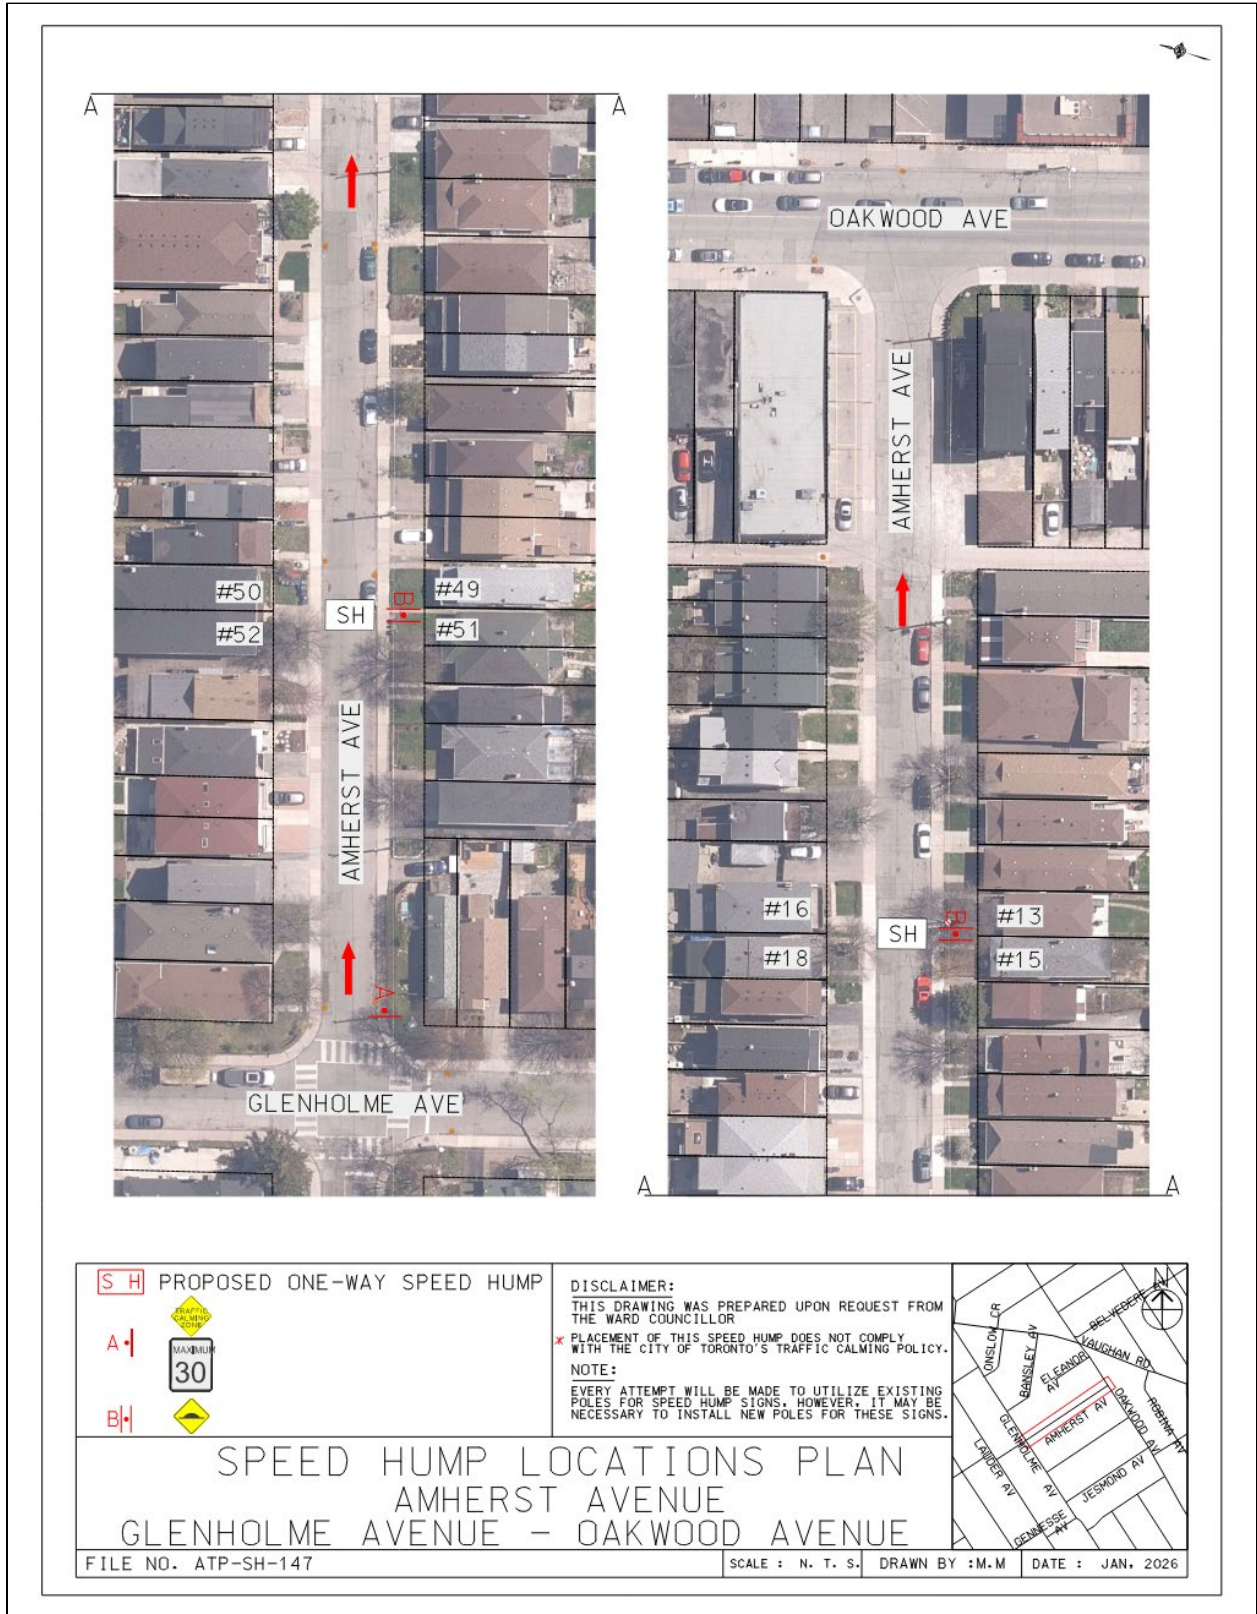 A A
OAKWOOD AVE
AMHERST AVE
#50
#52
SH
B
#49
#51
AMHERST AVE
A
GLENHOLME AVE
#16
#18
SH
B
#13
#15
A A
S H PROPOSED ONE-WAY SPEED HUMP
TRAFFIC
CALMING
ZONE
A
MAXIMUM
30
B
DISCLAIMER:
THIS DRAWING WAS PREPARED UPON REQUEST FROM
THE WARD COUNCILLOR
* PLACEMENT OF THIS SPEED HUMP DOES NOT COMPLY
WITH THE CITY OF TORONTO'S TRAFFIC CALMING POLICY.
NOTE:
EVERY ATTEMPT WILL BE MADE TO UTILIZE EXISTING
POLES FOR SPEED HUMP SIGNS. HOWEVER, IT MAY BE
NECESSARY TO INSTALL NEW POLES FOR THESE SIGNS.
N
ONSLOW CR
BANSLEY AV
ELEANOR
AV
BELVEDERE AV
VAUGHAN RD
GLENHOLME AV
AMHERST AV
OAKWOOD AV
ROBINA AV
LAUDER AV
JESMOND AV
GENNESSE
AV
SPEED HUMP LOCATIONS PLAN
AMHERST AVENUE
GLENHOLME AVENUE - OAKWOOD AVENUE
FILE NO. ATP-SH-147
SCALE : N. T. S.
DRAWN BY :M.M
DATE : JAN, 2026